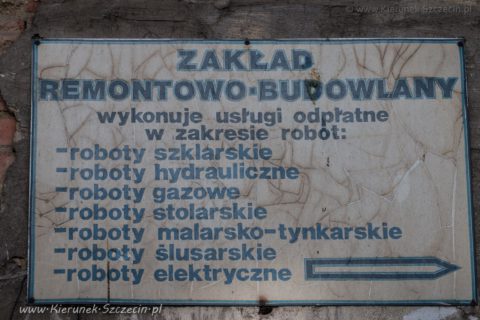 © www.Kierunek-Szczecin.pl
ZAKŁAD
REMONTOWO-BUDOWLANY
wykonuje usługi odpłatne
w zakresie robót:
-roboty szklarskie
-roboty hydrauliczne
-roboty gazowe
-roboty stolarskie
-roboty malarsko-tynkarskie
-roboty ślusarskie
-roboty elektryczne
www.Kierunek-Szczecin.pl